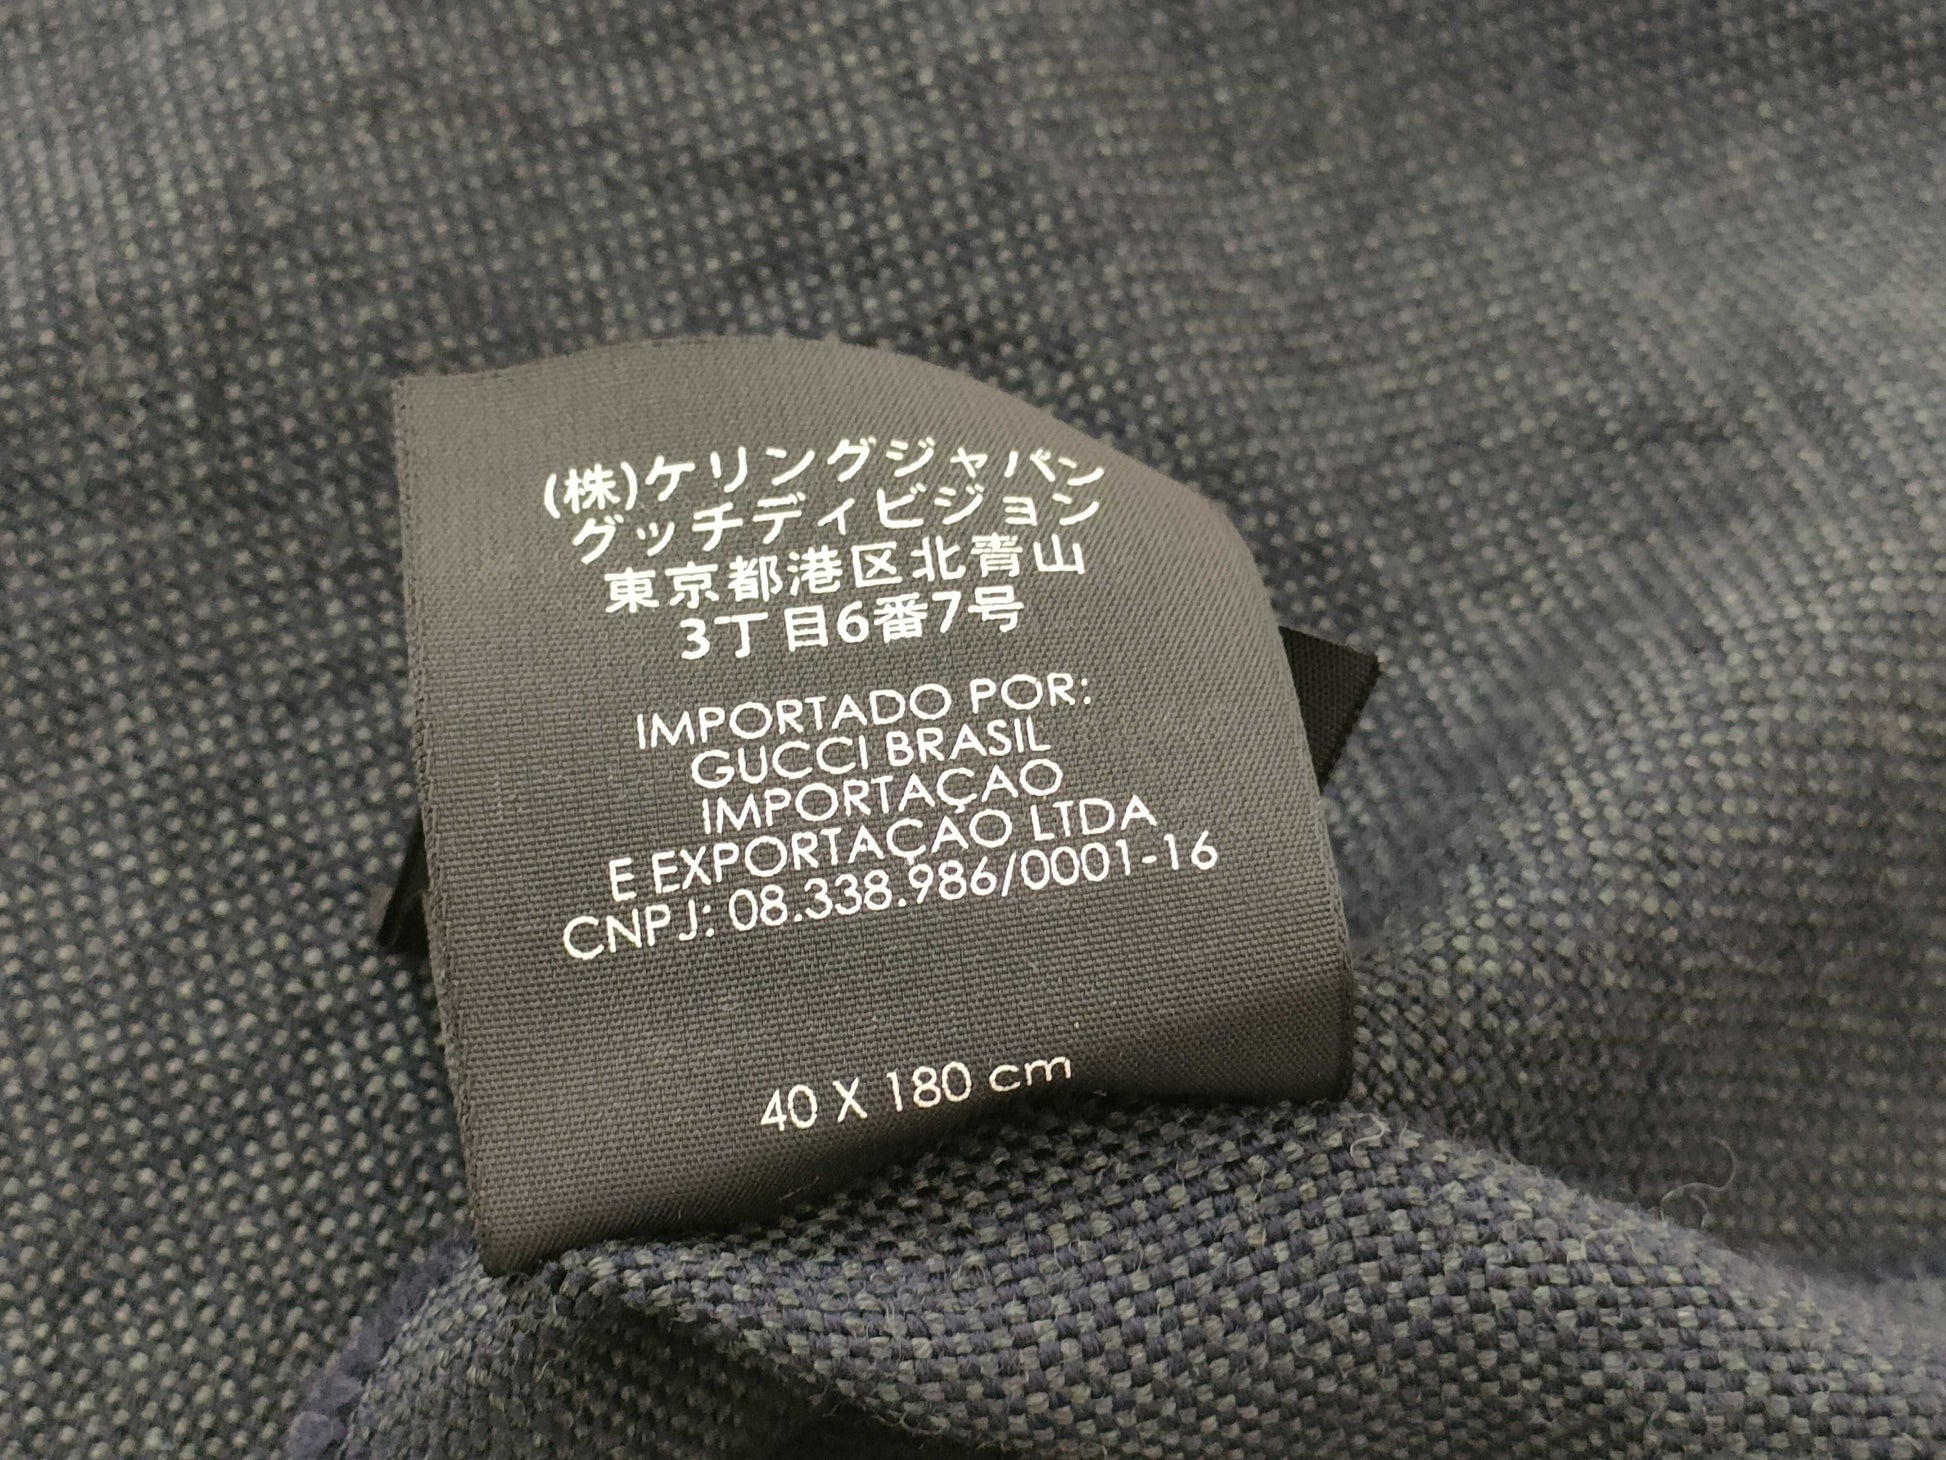 (株)ケリングジャパン
グッチディビジョン
東京都港区北青山
3丁目6番7号
IMPORTADO POR:
GUCCI BRASIL
IMPORTAÇAO
E EXPORTAÇAO LTDA
CNPJ: 08.338.986/0001-16
40 X 180 cm